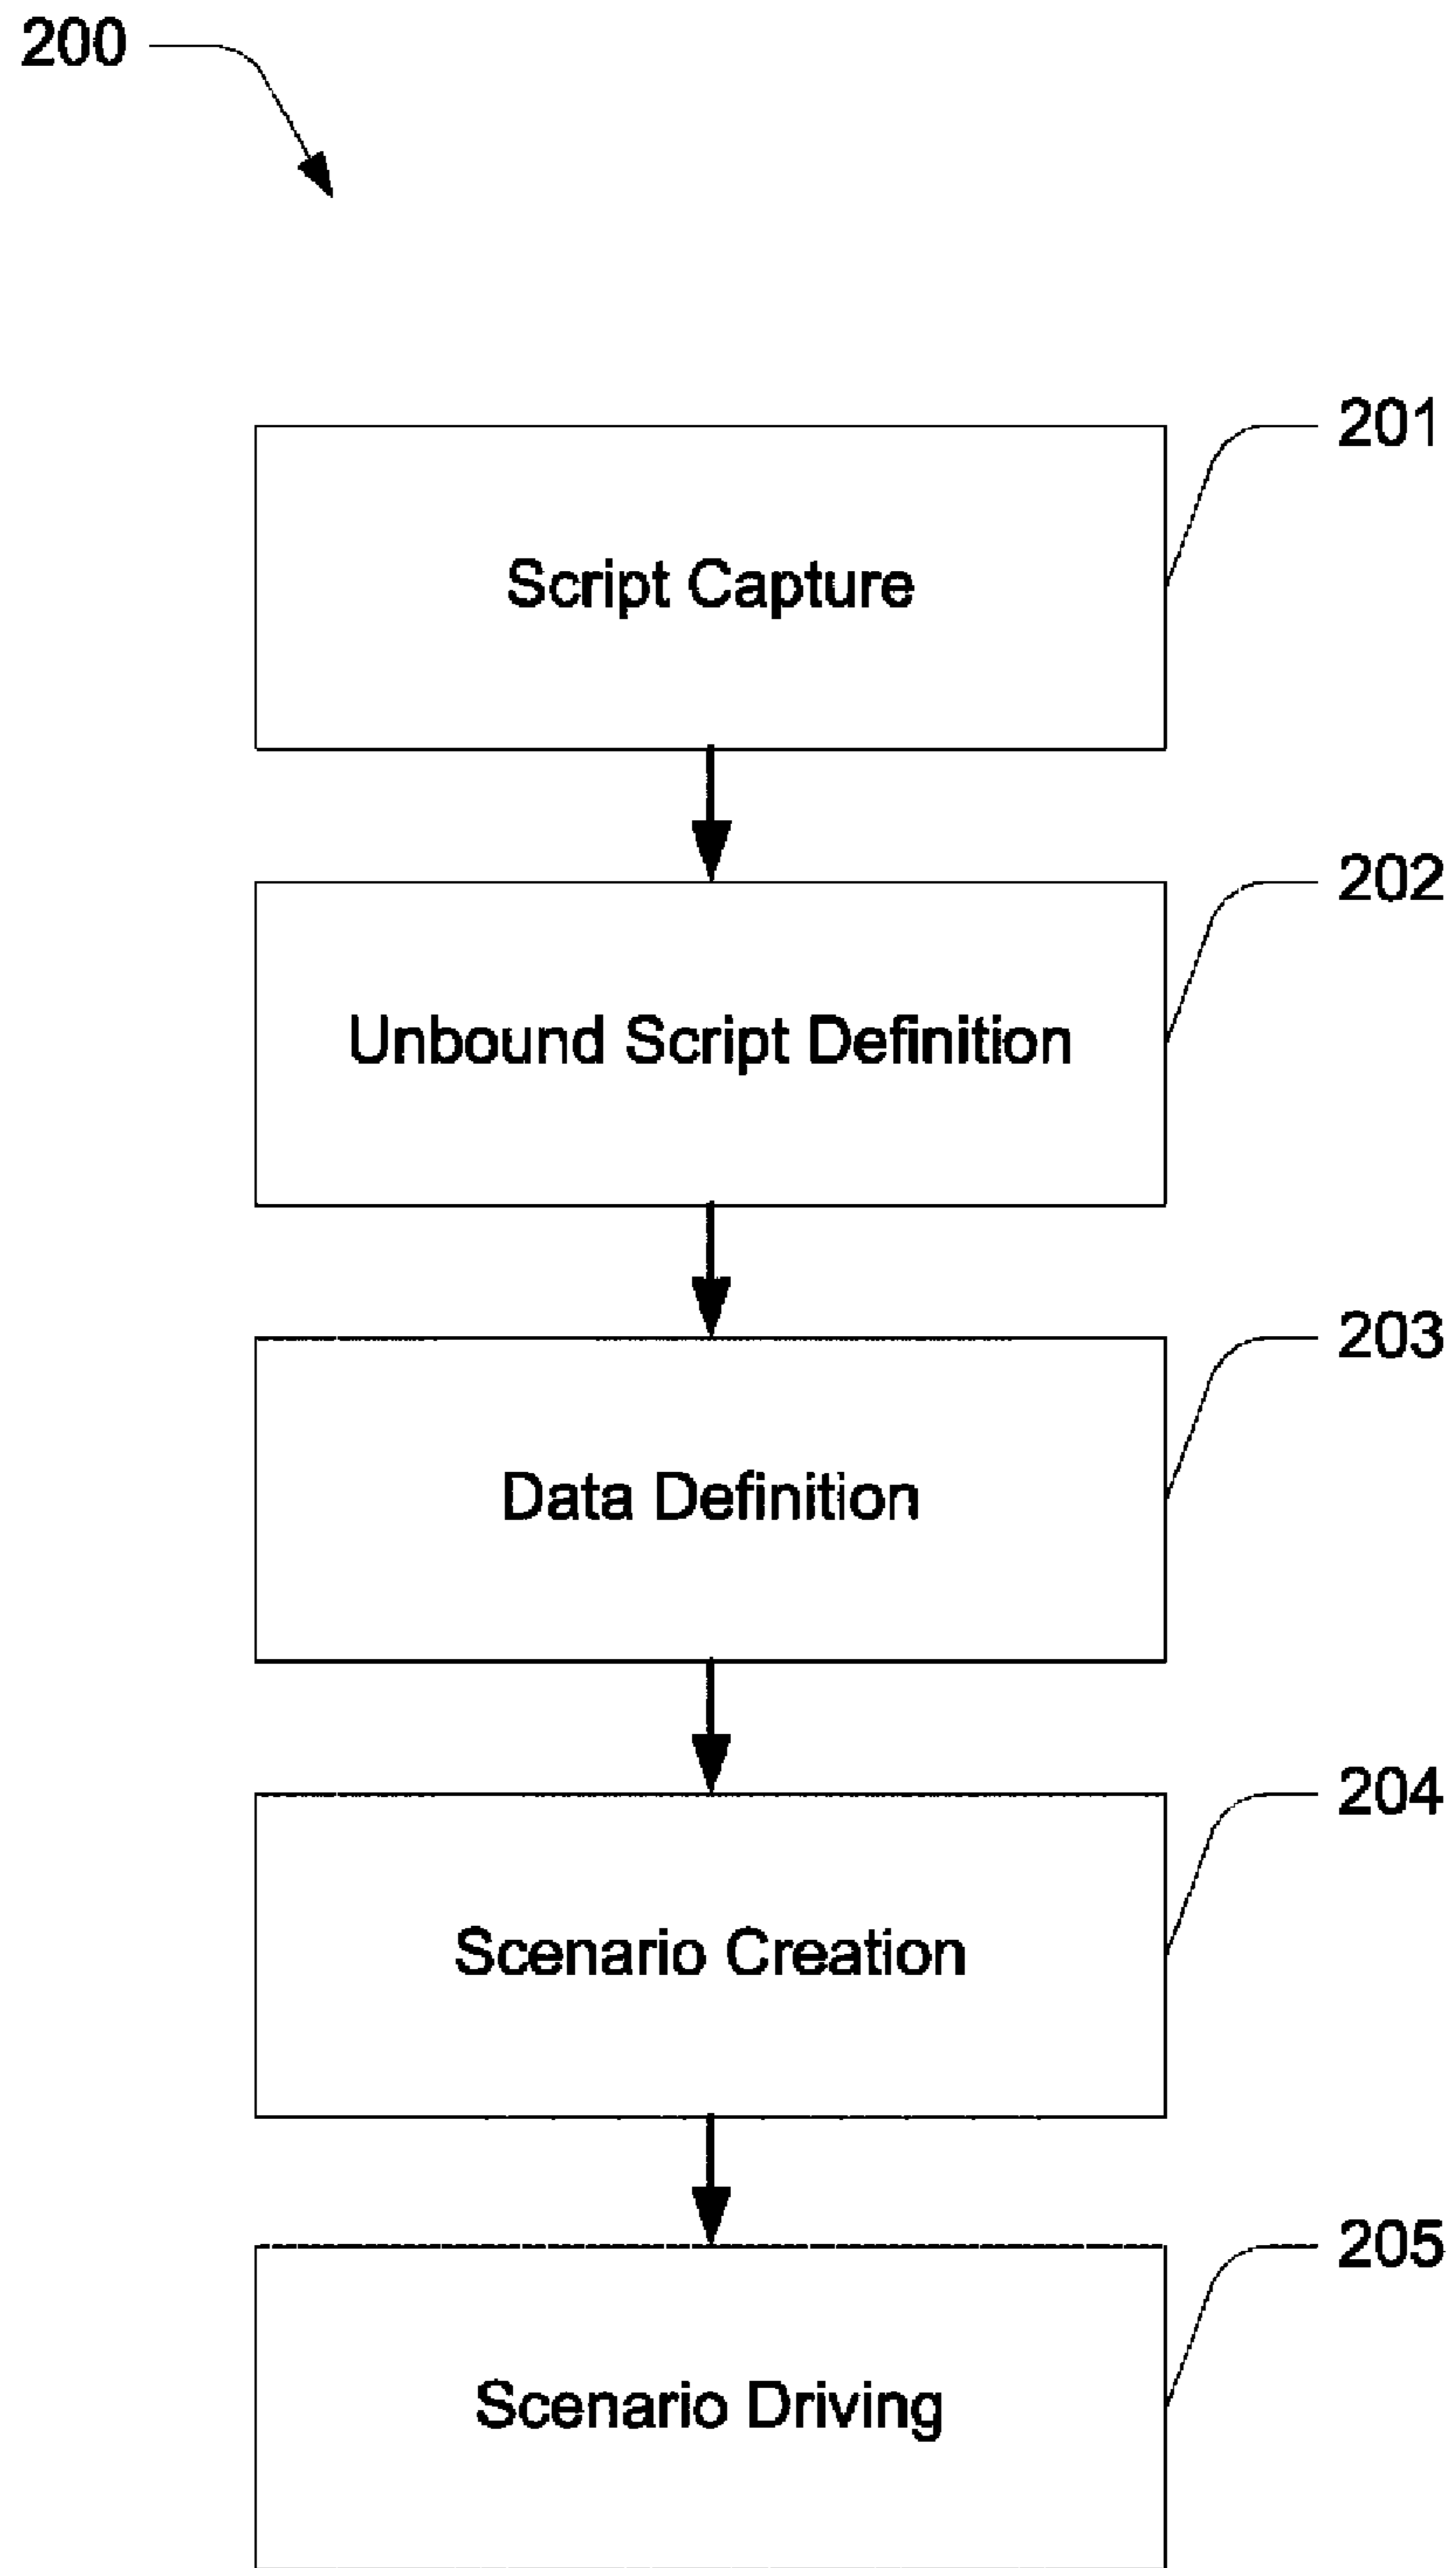 200
201
Script Capture
202
Unbound Script Definition
203
Data Definition
204
Scenario Creation
205
Scenario Driving